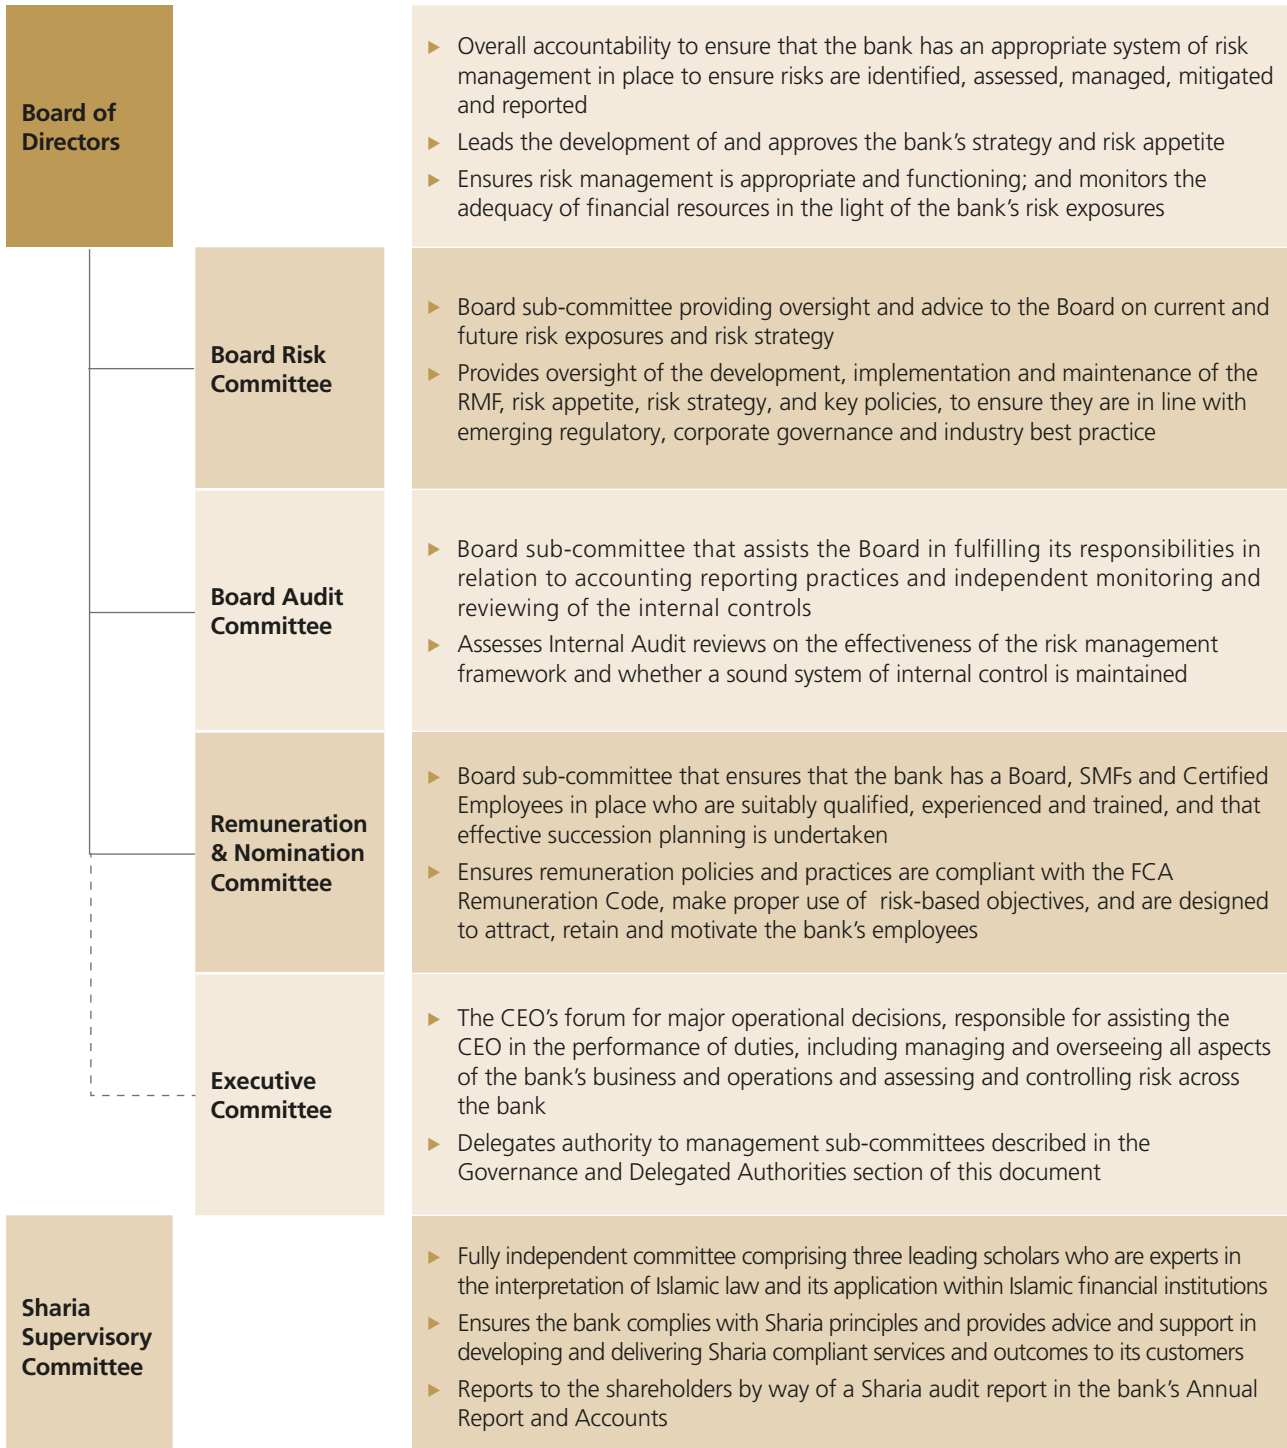 Board of
Directors
Overall accountability to ensure that the bank has an appropriate system of risk
management in place to ensure risks are identified, assessed, managed, mitigated
and reported
Leads the development of and approves the bank’s strategy and risk appetite
Ensures risk management is appropriate and functioning; and monitors the
adequacy of financial resources in the light of the bank’s risk exposures
Board Risk
Committee
Board sub-committee providing oversight and advice to the Board on current and
future risk exposures and risk strategy
Provides oversight of the development, implementation and maintenance of the
RMF, risk appetite, risk strategy, and key policies, to ensure they are in line with
emerging regulatory, corporate governance and industry best practice
Board Audit
Committee
Board sub-committee that assists the Board in fulfilling its responsibilities in
relation to accounting reporting practices and independent monitoring and
reviewing of the internal controls
Assesses Internal Audit reviews on the effectiveness of the risk management
framework and whether a sound system of internal control is maintained
Remuneration
& Nomination
Committee
Board sub-committee that ensures that the bank has a Board, SMFs and Certified
Employees in place who are suitably qualified, experienced and trained, and that
effective succession planning is undertaken
Ensures remuneration policies and practices are compliant with the FCA
Remuneration Code, make proper use of risk-based objectives, and are designed
to attract, retain and motivate the bank’s employees
Executive
Committee
The CEO’s forum for major operational decisions, responsible for assisting the
CEO in the performance of duties, including managing and overseeing all aspects
of the bank’s business and operations and assessing and controlling risk across
the bank
Delegates authority to management sub-committees described in the
Governance and Delegated Authorities section of this document
Sharia
Supervisory
Committee
Fully independent committee comprising three leading scholars who are experts in
the interpretation of Islamic law and its application within Islamic financial institutions
Ensures the bank complies with Sharia principles and provides advice and support in
developing and delivering Sharia compliant services and outcomes to its customers
Reports to the shareholders by way of a Sharia audit report in the bank’s Annual
Report and Accounts